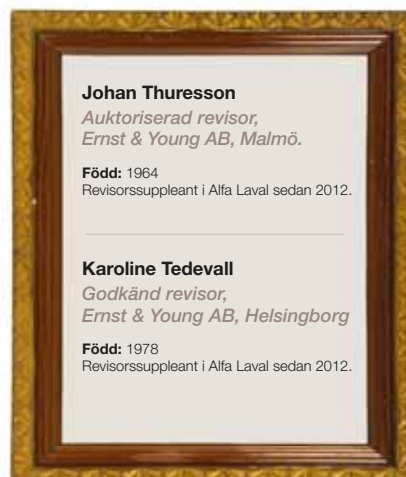 Johan Thuresson
Auktoriserad revisor,
Ernst & Young AB, Malmö.
Född: 1964
Revisorssuppleant i Alfa Laval sedan 2012.
Karoline Tedevall
Godkänd revisor,
Ernst & Young AB, Helsingborg
Född: 1978
Revisorssuppleant i Alfa Laval sedan 2012.